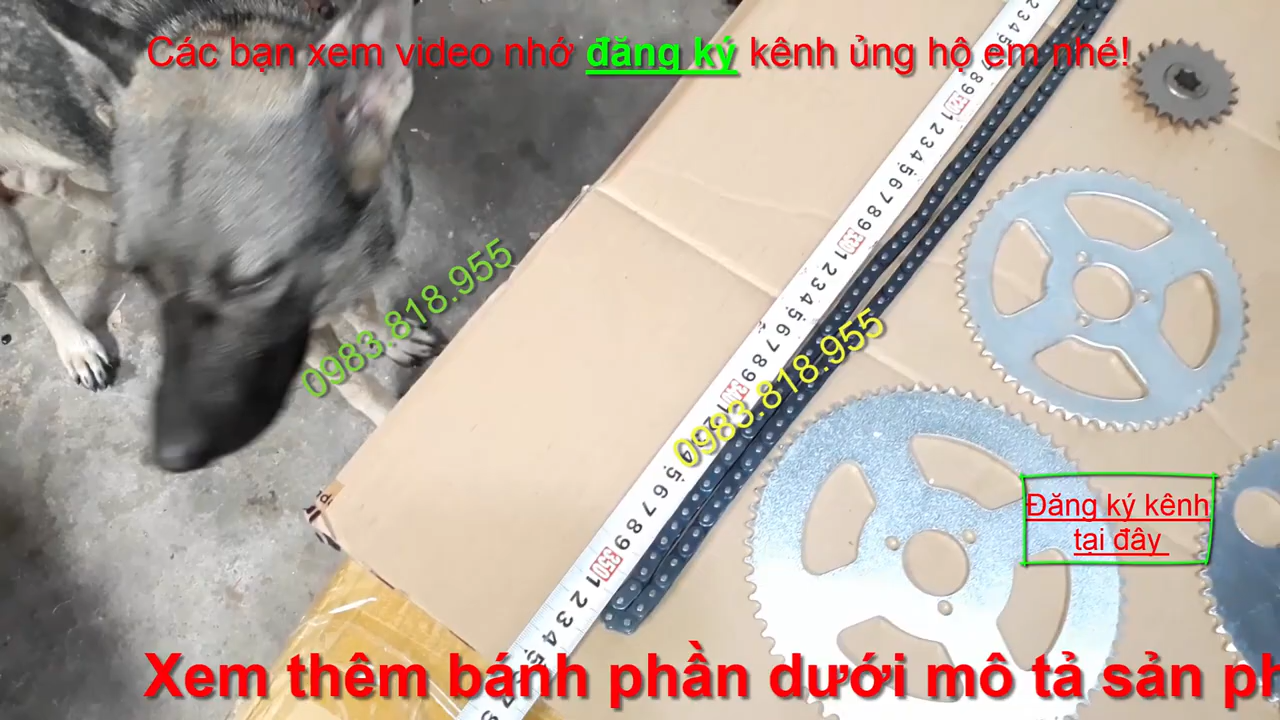 Các bạn xem video nhớ đăng ký kênh ủng hộ em nhé!
0983.818.955
0983.818.955
Đăng ký kênh
tại đây
Xem thêm bánh phần dưới mô tả sản ph